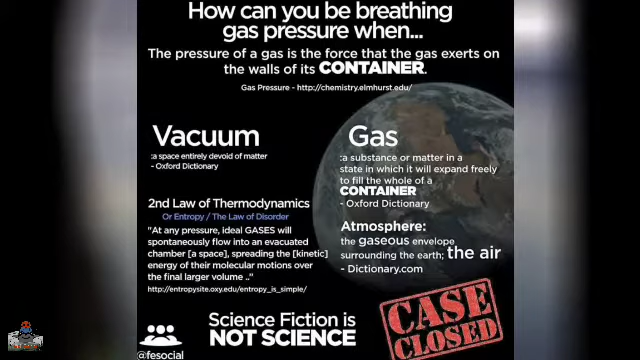 How can you be breathing
gas pressure when...
The pressure of a gas is the force that the gas exerts on
the walls of its CONTAINER.
Gas Pressure - http://chemistry.elmhurst.edu/
Vacuum
:a space entirely devoid of matter
- Oxford Dictionary
2nd Law of Thermodynamics
Or Entropy / The Law of Disorder
"At any pressure, ideal GASES will
spontaneously flow into an evacuated
chamber [a space], spreading the [kinetic]
energy of their molecular motions over
the final larger volume .."
http://entropysite.oxy.edu/entropy_is_simple/
Gas
:a substance or matter in a
state in which it will expand freely
to fill the whole of a
CONTAINER
- Oxford Dictionary
Atmosphere:
the gaseous envelope
surrounding the earth; the air
- Dictionary.com
Science Fiction is
NOT SCIENCE
CASE
CLOSED
@fesocial